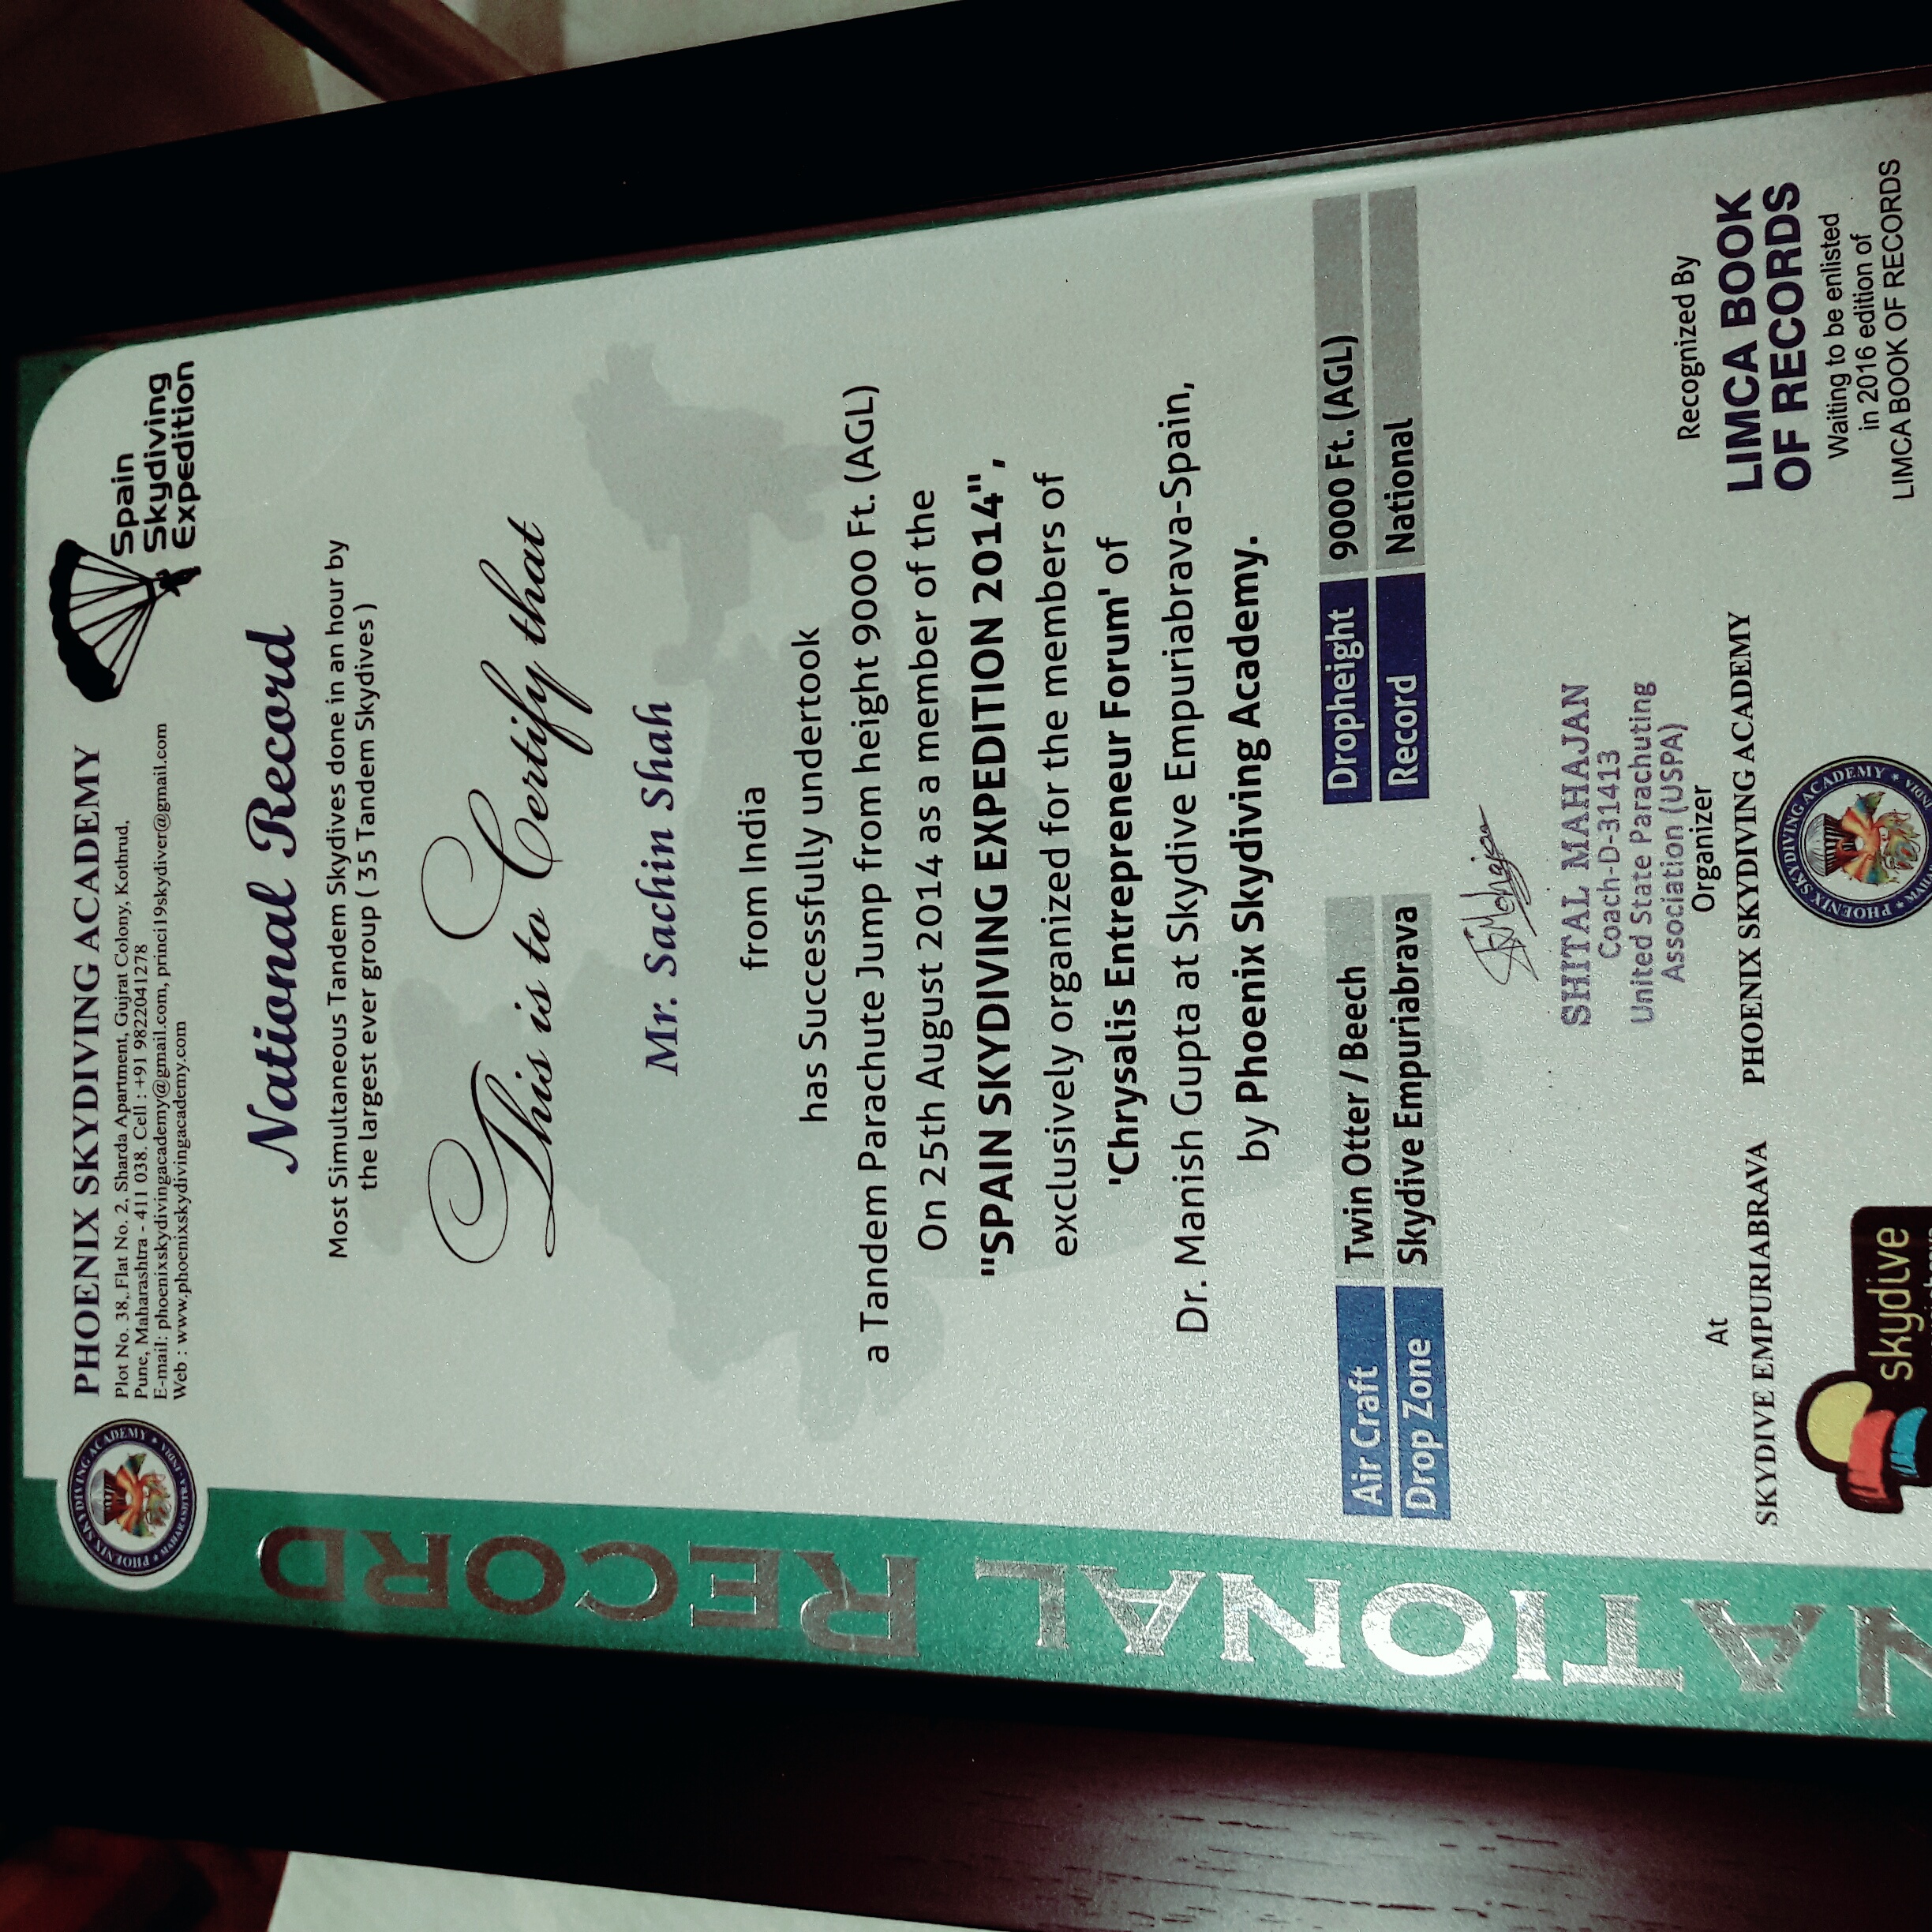 PHOENIX SKYDIVING ACADEMY
Plot No. 38,, Flat No. 2, Sharda Apartment, Gujrat Colony, Kothrud,
Pune, Maharashtra - 411 038. Cell : +91 9822041278
E-mail: phoenixskydivingacademy@gmail.com, princi19skydiver@gmail.com
Web : www.phoenixskydivingacademy.com
Spain
Skydiving
Expedition
PHOENIX SKYDIVING ACADEMY
National Record
Most Simultaneous Tandem Skydives done in an hour by
the largest ever group ( 35 Tandem Skydives )
This is to Certify that
Mr. Sachin Shah
from India
has Successfully undertook
a Tandem Parachute Jump from height 9000 Ft. (AGL)
On 25th August 2014 as a member of the
"SPAIN SKYDIVING EXPEDITION 2014",
exclusively organized for the members of
'Chrysalis Entrepreneur Forum' of
Dr. Manish Gupta at Skydive Empuriabrava-Spain,
by Phoenix Skydiving Academy.
Air Craft Twin Otter / Beech Dropheight 9000 Ft. (AGL)
Drop Zone Skydive Empuriabrava Record National
SHITAL MAHAJAN
Coach-D-31413
United State Parachuting
Association (USPA)
Organizer
PHOENIX SKYDIVING ACADEMY
PHOENIX SKYDIVING ACADEMY
At
SKYDIVE EMPURIABRAVA
skydive
Recognized By
LIMCA BOOK
OF RECORDS
Waiting to be enlisted
in 2016 edition of
LIMCA BOOK OF RECORDS
NATIONAL RECORD